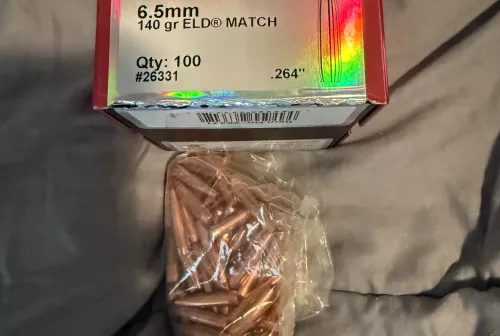 6.5mm
140 gr ELD® MATCH
Qty: 100
#26331
.264"